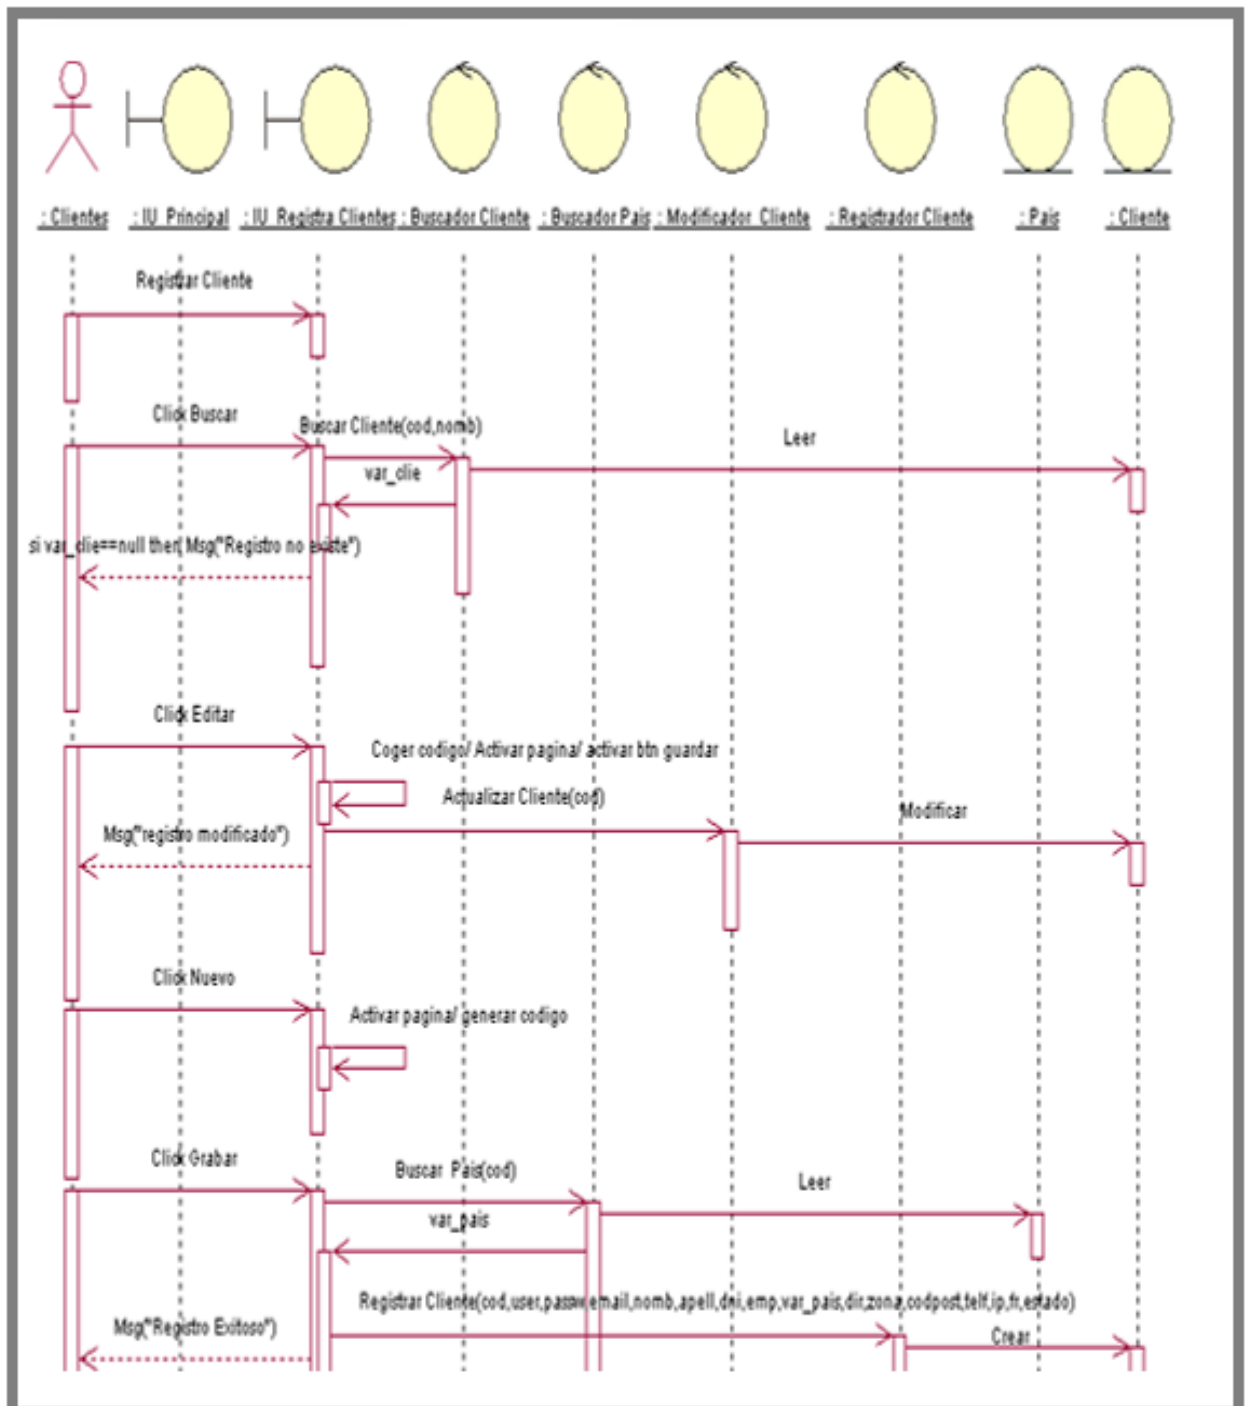 : Clientes : IU_Principal : IU_Registra Clientes : Buscador Cliente : Buscador Pais : Modificador_Cliente : Registrador Cliente : Pais : Cliente
Registrar Cliente
Click Buscar
Buscar Cliente(cod,nomb)
Leer
var_clie
si var_clie==null then( Msg("Registro no existe")
Click Editar
Coger codigo/ Activar pagina/ activar btn guardar
Actualizar Cliente(cod)
Modificar
Msg("registro modificado")
Click Nuevo
Activar pagina/ generar codigo
Click Grabar
Buscar Pais(cod)
Leer
var_pais
Registrar Cliente(cod,user,passw,email,nomb,apell,dni,emp,var_pais,dir,zona,codpost,telf,ip,fr,estado)
Msg("Registro Exitoso")
Crear